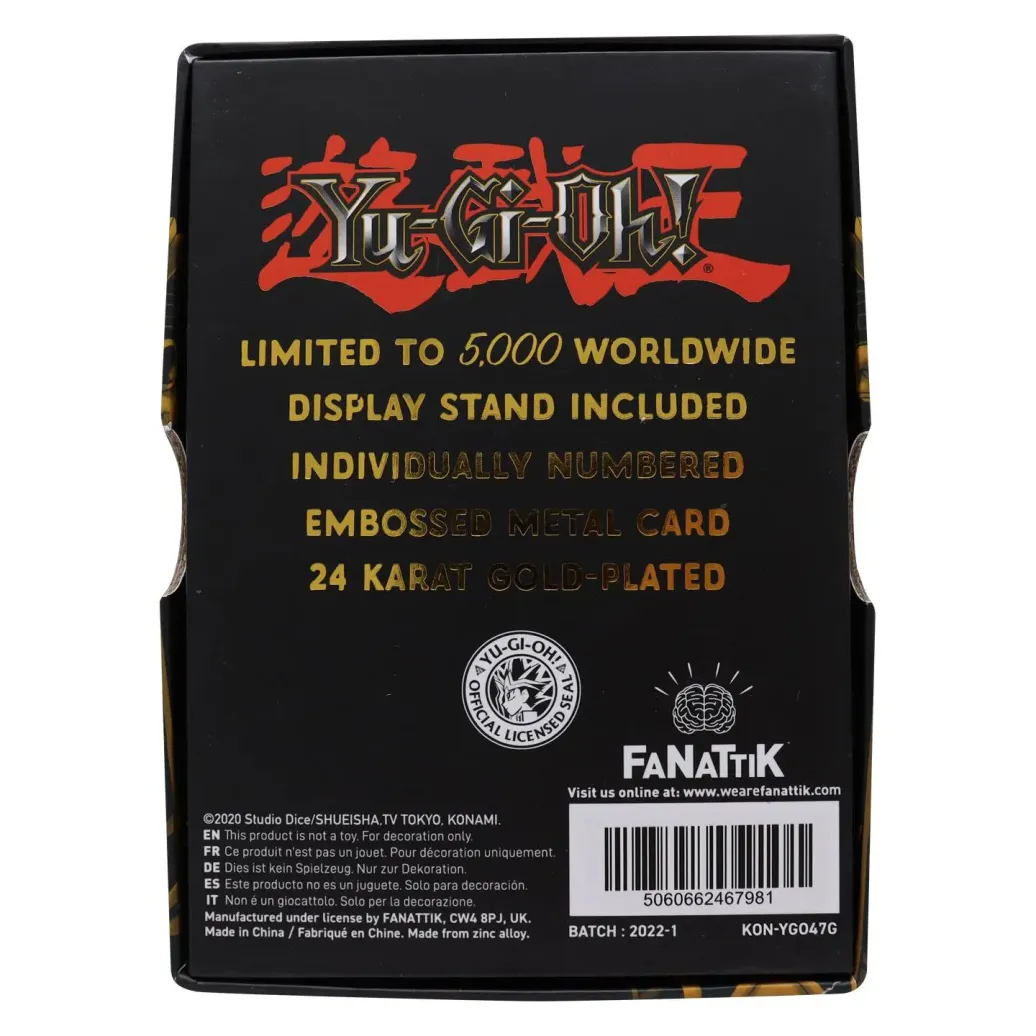 遊戯王
Yu-Gi-Oh!®
LIMITED TO 5,000 WORLDWIDE
DISPLAY STAND INCLUDED
INDIVIDUALLY NUMBERED
EMBOSSED METAL CARD
24 KARAT GOLD-PLATED
YU-GI-OH!
OFFICIAL LICENSED SEAL
FANATTIK
Visit us online at: www.wearefanattik.com
©2020 Studio Dice/SHUEISHA,TV TOKYO, KONAMI.
EN This product is not a toy. For decoration only.
FR Ce produit n'est pas un jouet. Pour décoration uniquement.
DE Dies ist kein Spielzeug. Nur zur Dekoration.
ES Este producto no es un juguete. Solo para decoración.
IT Non é un giocattolo. Solo per la decorazione.
Manufactured under license by FANATTIK, CW4 8PJ, UK.
Made in China / Fabriqué en Chine. Made from zinc alloy.
5060662467981
BATCH : 2022-1
KON-YGO47G